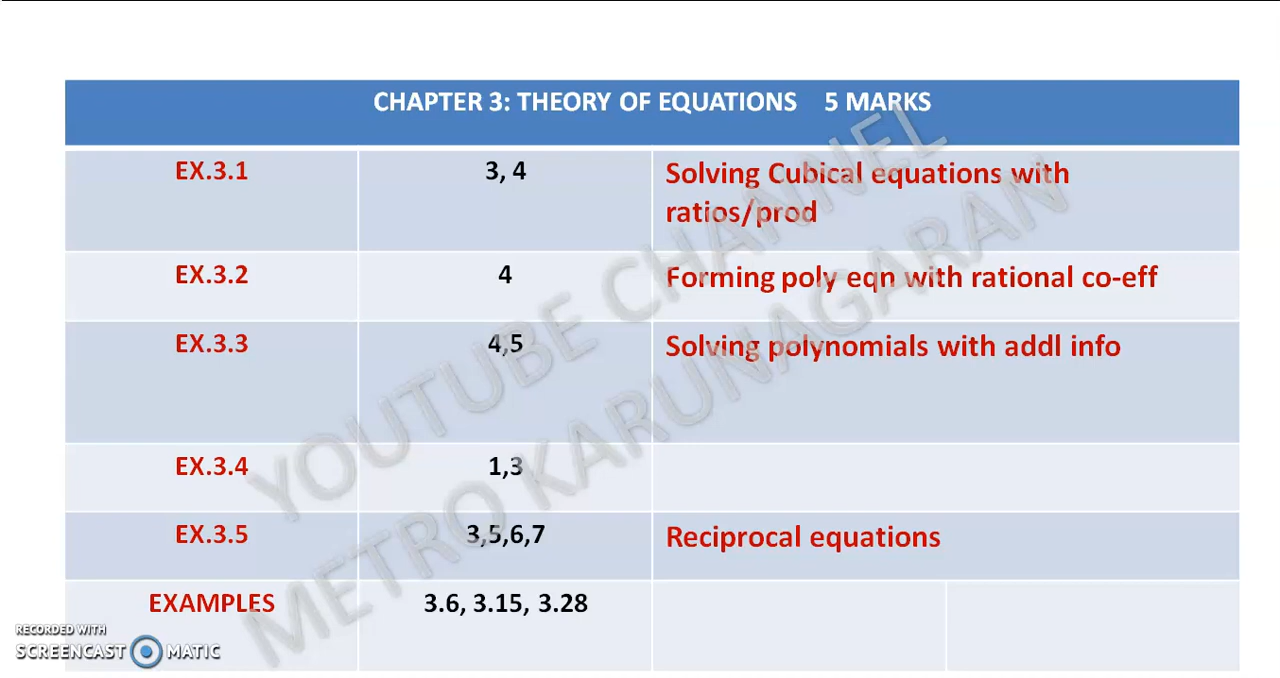 CHAPTER 3: THEORY OF EQUATIONS 5 MARKS
EX.3.1 3, 4 Solving Cubical equations with
ratios/prod
EX.3.2 4 Forming poly eqn with rational co-eff
EX.3.3 4,5 Solving polynomials with addl info
EX.3.4 1,3
EX.3.5 3,5,6,7 Reciprocal equations
EXAMPLES 3.6, 3.15, 3.28
YOUTUBE CHANNEL
METRO KARUNAGARAN
RECORDED WITH
SCREENCAST MATIC